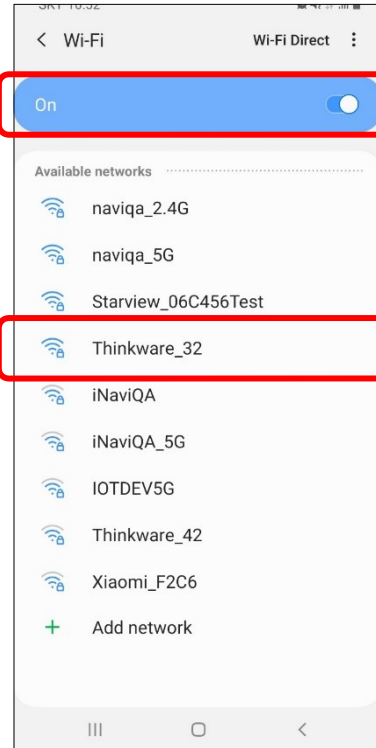 Wi-Fi Wi-Fi Direct
On
Available networks
naviqa_2.4G
naviqa_5G
Starview_06C456Test
Thinkware_32
iNaviQA
iNaviQA_5G
IOTDEV5G
Thinkware_42
Xiaomi_F2C6
Add network